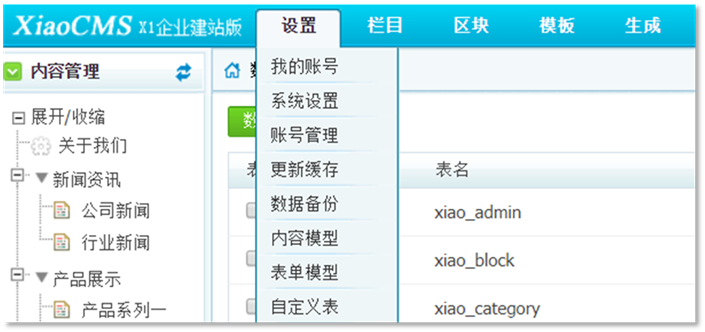 XiaoCMS X1企业建站版 设置 栏目 区块 模板 生成
内容管理
展开/收缩
关于我们
新闻资讯
公司新闻
行业新闻
产品展示
产品系列一
我的账号
系统设置
账号管理
更新缓存
数据备份
内容模型
表单模型
自定义表
表名
xiao_admin
xiao_block
xiao_category